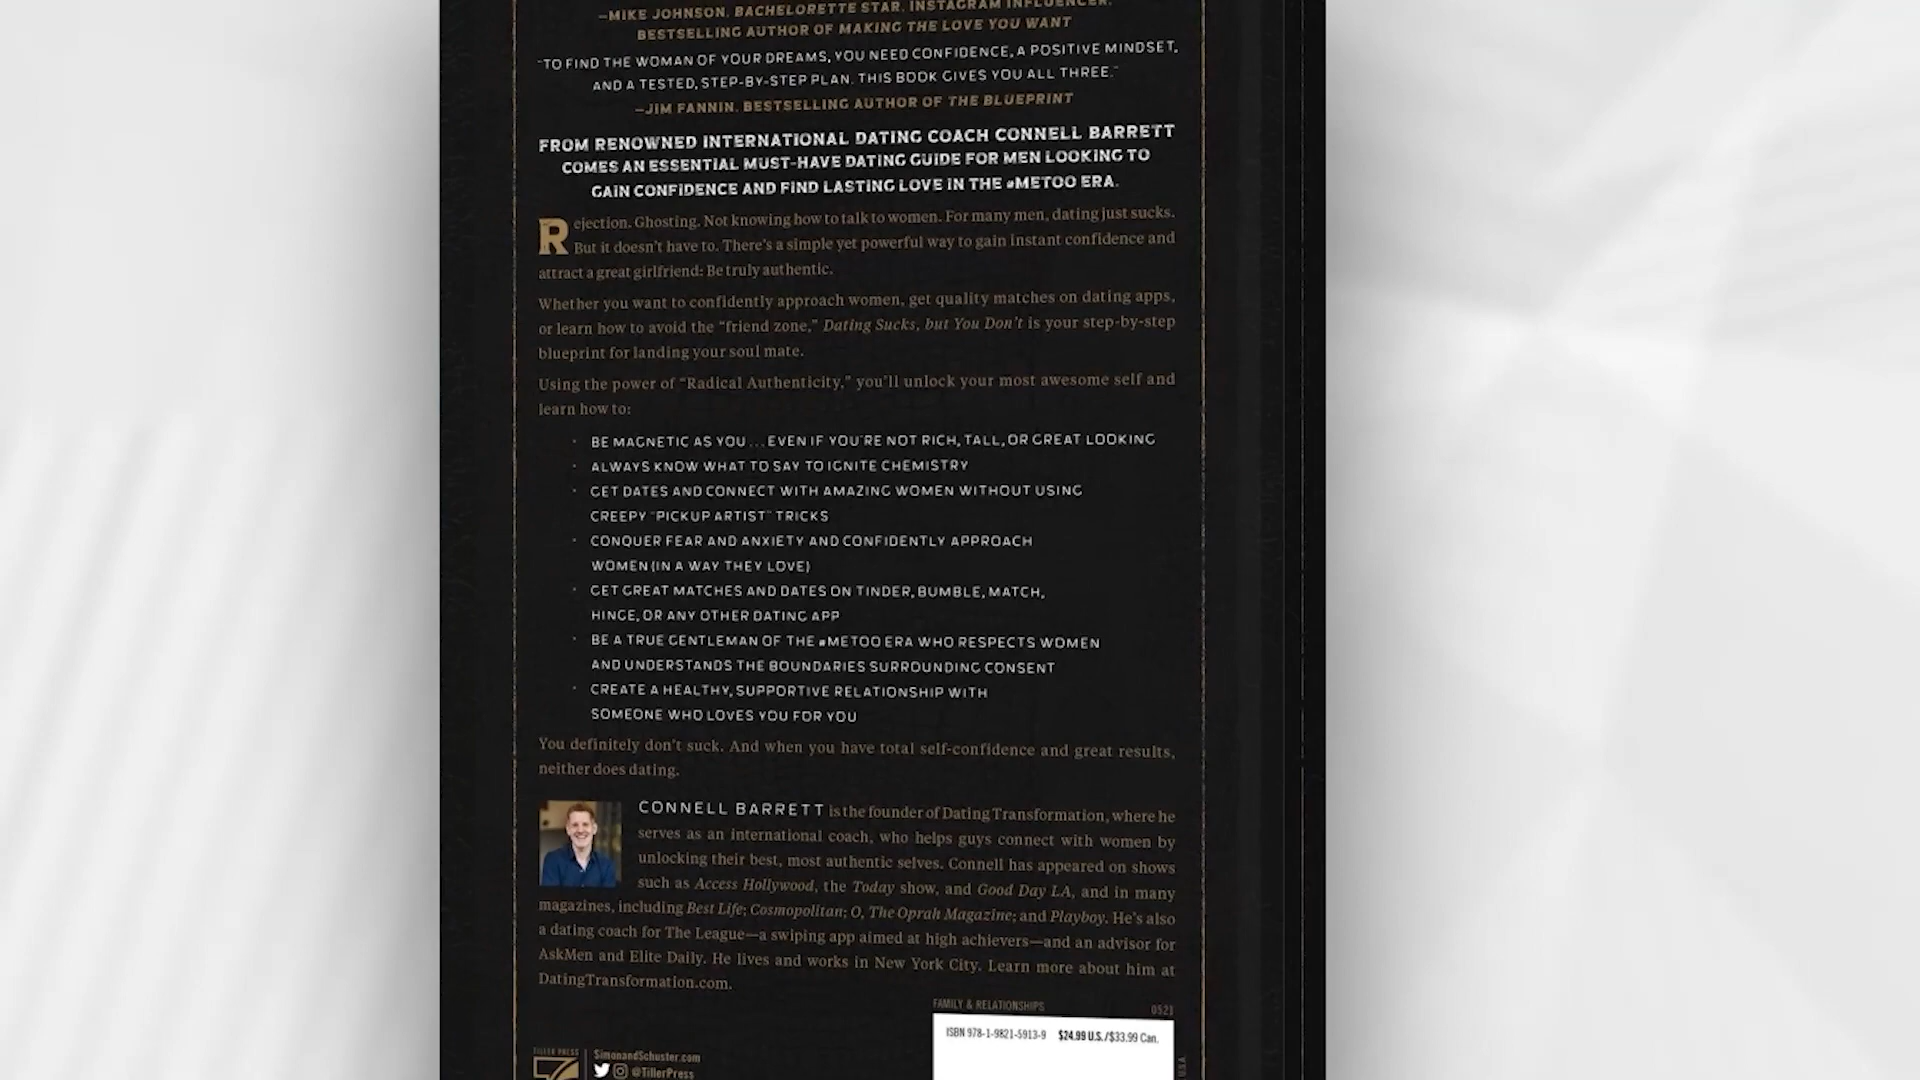 —MIKE JOHNSON, BACHELORETTE STAR, INSTAGRAM INFLUENCER,
BESTSELLING AUTHOR OF MAKING THE LOVE YOU WANT
"TO FIND THE WOMAN OF YOUR DREAMS, YOU NEED CONFIDENCE, A POSITIVE MINDSET,
AND A TESTED, STEP-BY-STEP PLAN. THIS BOOK GIVES YOU ALL THREE."
—JIM FANNIN, BESTSELLING AUTHOR OF THE BLUEPRINT
FROM RENOWNED INTERNATIONAL DATING COACH CONNELL BARRETT
COMES AN ESSENTIAL MUST-HAVE DATING GUIDE FOR MEN LOOKING TO
GAIN CONFIDENCE AND FIND LASTING LOVE IN THE #METOO ERA.
Rejection. Ghosting. Not knowing how to talk to women. For many men, dating just sucks.
But it doesn't have to. There's a simple yet powerful way to gain instant confidence and
attract a great girlfriend: Be truly authentic.
Whether you want to confidently approach women, get quality matches on dating apps,
or learn how to avoid the "friend zone," Dating Sucks, but You Don't is your step-by-step
blueprint for landing your soul mate.
Using the power of "Radical Authenticity," you'll unlock your most awesome self and
learn how to:
· BE MAGNETIC AS YOU . . . EVEN IF YOU'RE NOT RICH, TALL, OR GREAT LOOKING
· ALWAYS KNOW WHAT TO SAY TO IGNITE CHEMISTRY
· GET DATES AND CONNECT WITH AMAZING WOMEN WITHOUT USING
CREEPY "PICKUP ARTIST" TRICKS
· CONQUER FEAR AND ANXIETY AND CONFIDENTLY APPROACH
WOMEN (IN A WAY THEY LOVE)
· GET GREAT MATCHES AND DATES ON TINDER, BUMBLE, MATCH,
HINGE, OR ANY OTHER DATING APP
· BE A TRUE GENTLEMAN OF THE #METOO ERA WHO RESPECTS WOMEN
AND UNDERSTANDS THE BOUNDARIES SURROUNDING CONSENT
· CREATE A HEALTHY, SUPPORTIVE RELATIONSHIP WITH
SOMEONE WHO LOVES YOU FOR YOU
You definitely don't suck. And when you have total self-confidence and great results,
neither does dating.
CONNELL BARRETT is the founder of Dating Transformation, where he
serves as an international coach, who helps guys connect with women by
unlocking their best, most authentic selves. Connell has appeared on shows
such as Access Hollywood, the Today show, and Good Day LA, and in many
magazines, including Best Life; Cosmopolitan; O, The Oprah Magazine; and Playboy. He's also
a dating coach for The League—a swiping app aimed at high achievers—and an advisor for
AskMen and Elite Daily. He lives and works in New York City. Learn more about him at
DatingTransformation.com.
FAMILY & RELATIONSHIPS 0521
ISBN 978-1-9821-5913-9 $24.99 U.S./$33.99 Can.
TILLER PRESS
SimonandSchuster.com
@TillerPress
USA